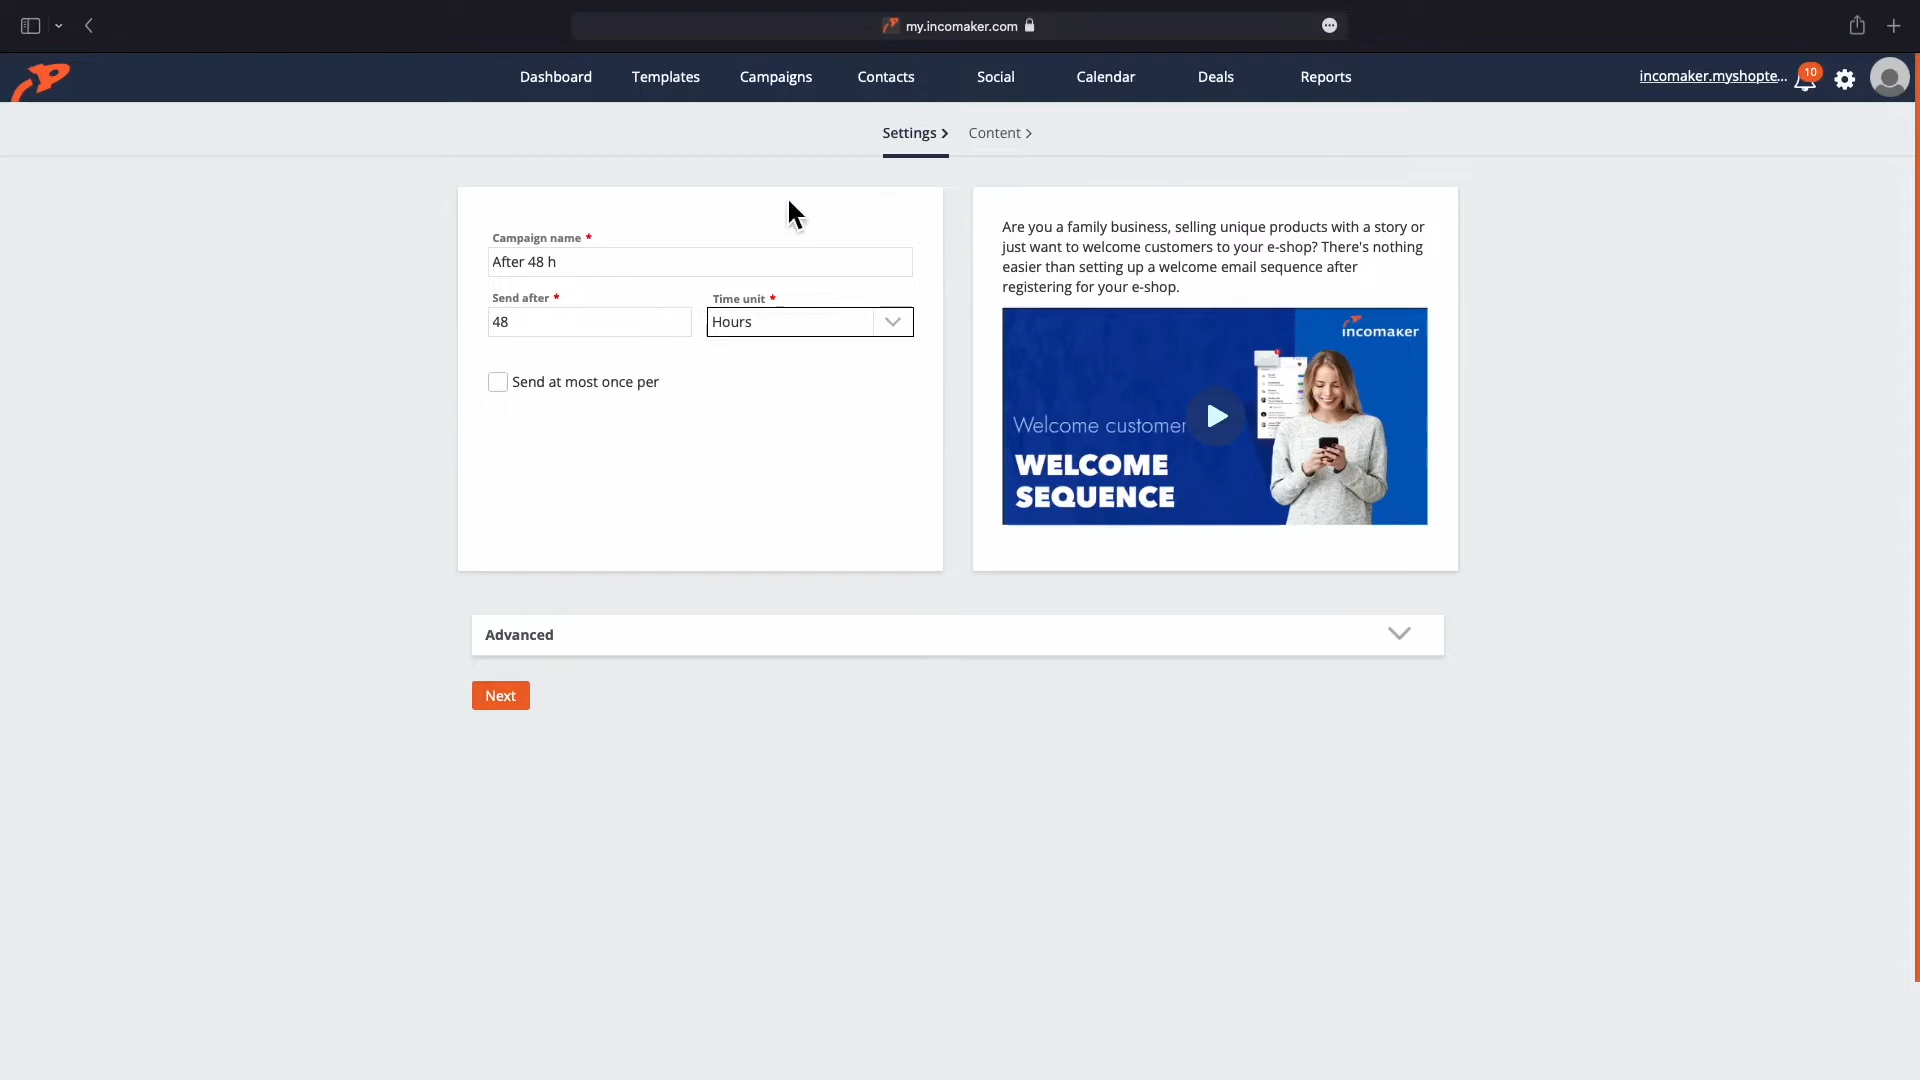 my.incomaker.com
Dashboard
Templates
Campaigns
Contacts
Social
Calendar
Deals
Reports
incomaker.myshopte...
10
Settings >
Content >
Campaign name *
After 48 h
Send after *
Time unit *
48
Hours
Send at most once per
Are you a family business, selling unique products with a story or
just want to welcome customers to your e-shop? There's nothing
easier than setting up a welcome email sequence after
registering for your e-shop.
incomaker
Welcome customer
WELCOME
SEQUENCE
Advanced
Next